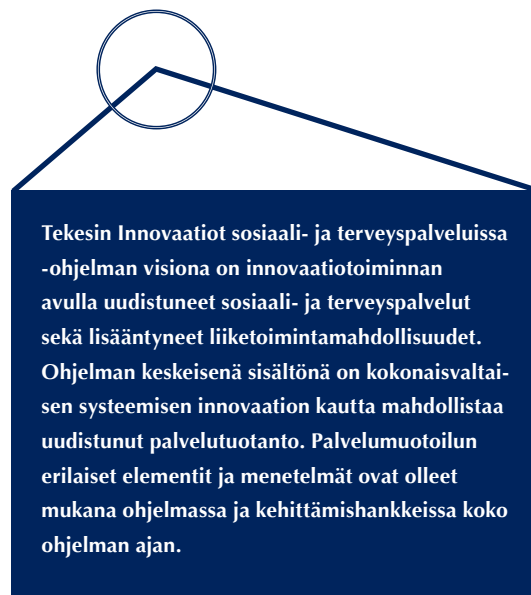 Tekesin Innovaatiot sosiaali- ja terveyspalveluissa
-ohjelman visiona on innovaatiotoiminnan
avulla uudistuneet sosiaali- ja terveyspalvelut
sekä lisääntyneet liiketoimintamahdollisuudet.
Ohjelman keskeisenä sisältönä on kokonaisvaltai-
sen systeemisen innovaation kautta mahdollistaa
uudistunut palvelutuotanto. Palvelumuotoilun
erilaiset elementit ja menetelmät ovat olleet
mukana ohjelmassa ja kehittämishankkeissa koko
ohjelman ajan.